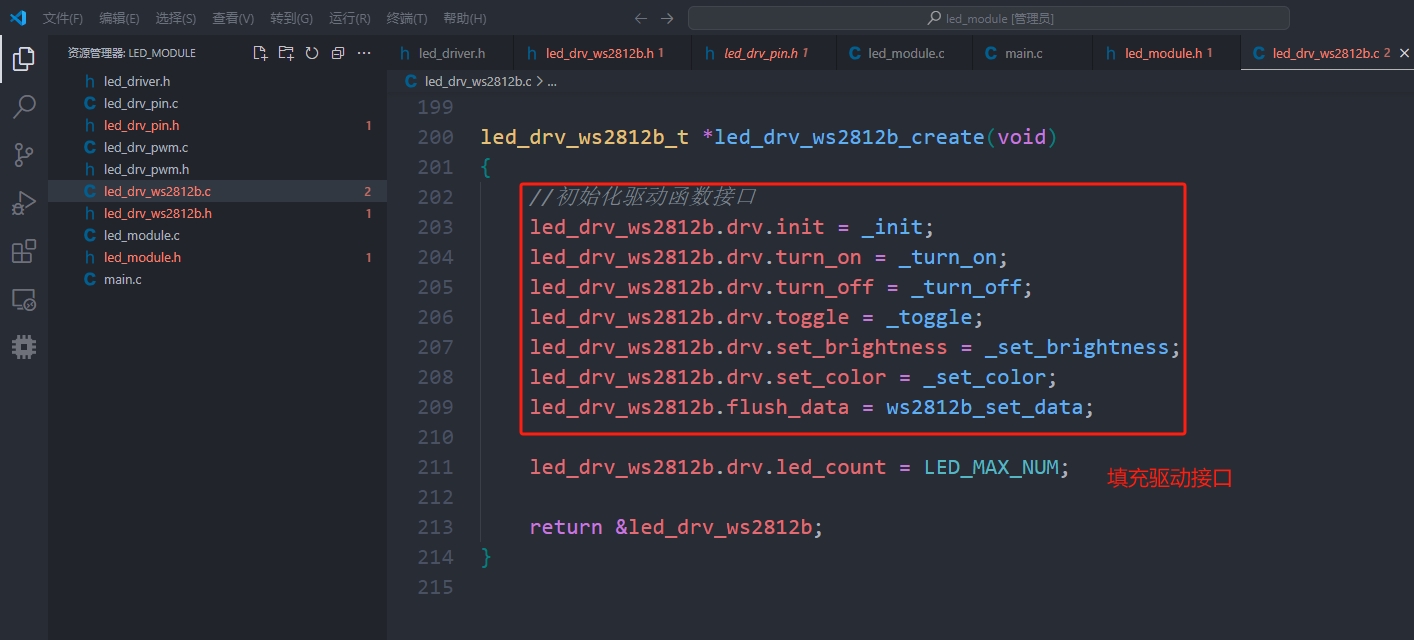 文件(F) 编辑(E) 选择(S) 查看(V) 转到(G) 运行(R) 终端(T) 帮助(H) led_module [管理员]
资源管理器: LED_MODULE
led_driver.h
led_drv_pin.c
led_drv_pin.h 1
led_drv_pwm.c
led_drv_pwm.h
led_drv_ws2812b.c 2
led_drv_ws2812b.h 1
led_module.c
led_module.h 1
main.c
led_driver.h led_drv_ws2812b.h 1 led_drv_pin.h 1 led_module.c main.c led_module.h 1 led_drv_ws2812b.c 2
led_drv_ws2812b.c > ...
199
200 led_drv_ws2812b_t *led_drv_ws2812b_create(void)
201 {
202 //初始化驱动函数接口
203 led_drv_ws2812b.drv.init = _init;
204 led_drv_ws2812b.drv.turn_on = _turn_on;
205 led_drv_ws2812b.drv.turn_off = _turn_off;
206 led_drv_ws2812b.drv.toggle = _toggle;
207 led_drv_ws2812b.drv.set_brightness = _set_brightness;
208 led_drv_ws2812b.drv.set_color = _set_color;
209 led_drv_ws2812b.flush_data = ws2812b_set_data;
210
211 led_drv_ws2812b.drv.led_count = LED_MAX_NUM;
填充驱动接口
212
213 return &led_drv_ws2812b;
214 }
215